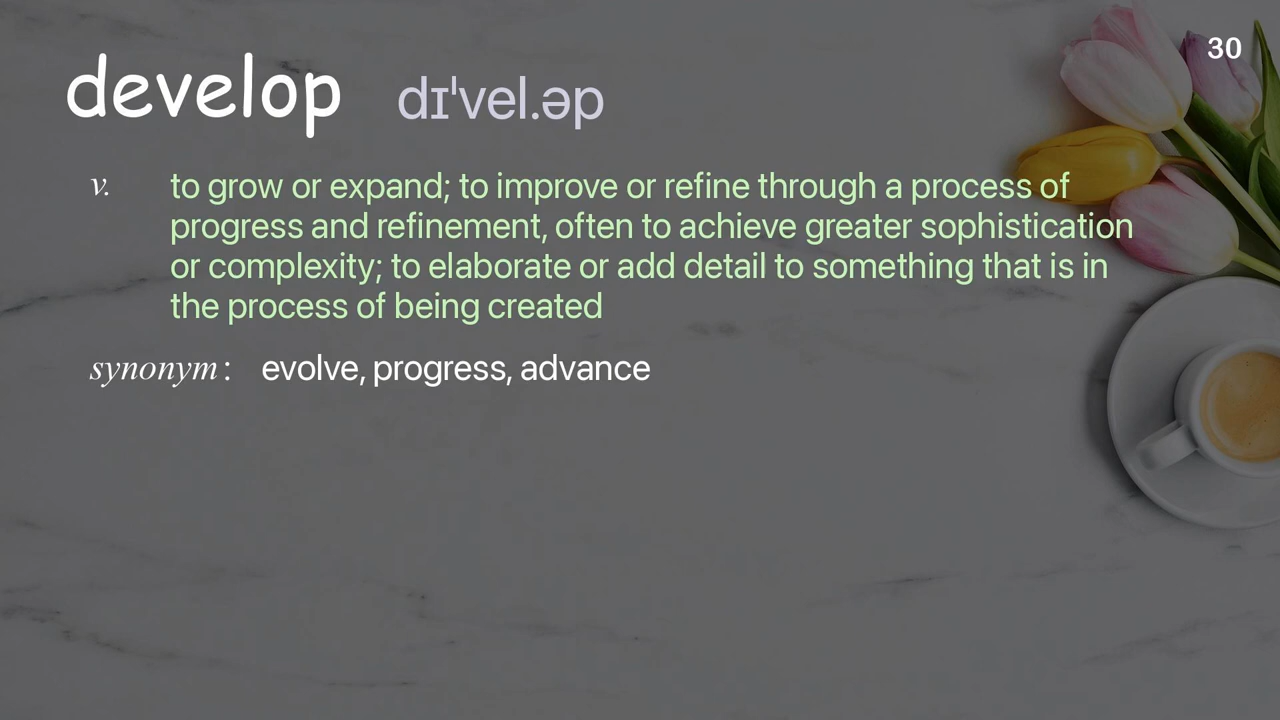 30
develop dɪˈvel.əp
v. to grow or expand; to improve or refine through a process of
progress and refinement, often to achieve greater sophistication
or complexity; to elaborate or add detail to something that is in
the process of being created
synonym : evolve, progress, advance